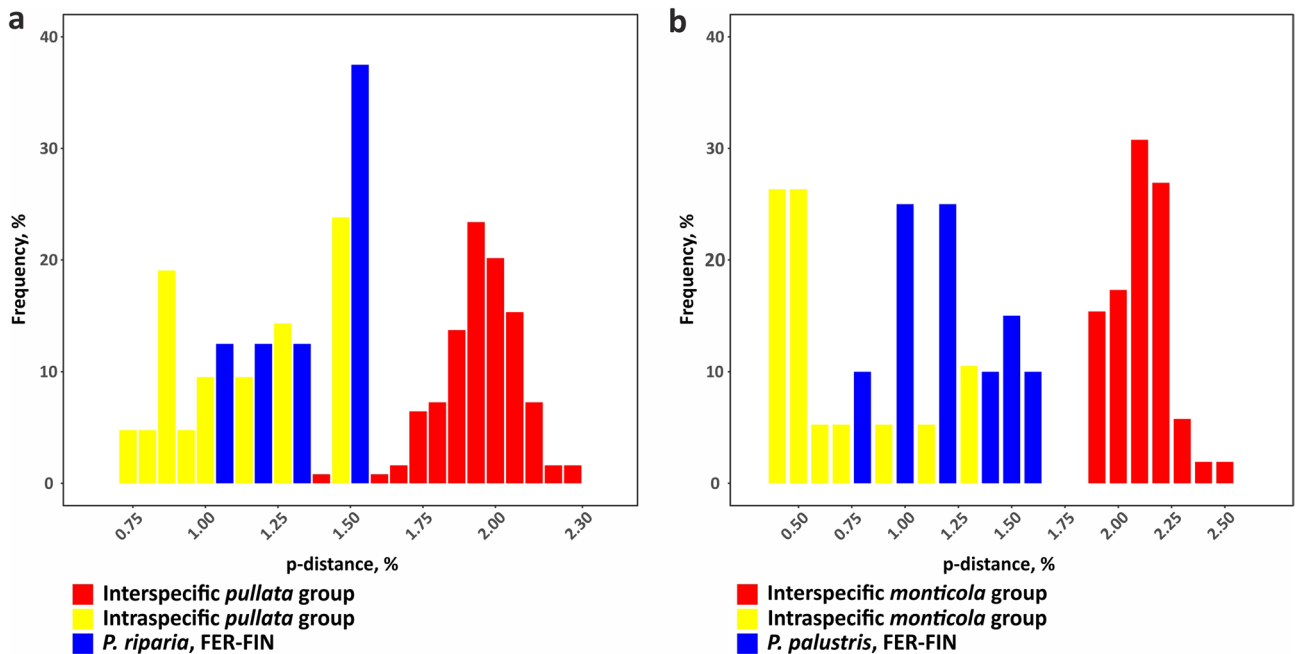 a
40
30
20
10
0
Frequency, %
0.75 1.00 1.25 1.50 1.75 2.00 2.30
p-distance, %
Interspecific pullata group
Intraspecific pullata group
P. riparia, FER-FIN
b
40
30
20
10
0
Frequency, %
0.50 0.75 1.00 1.25 1.50 1.75 2.00 2.25 2.50
p-distance, %
Interspecific monticola group
Intraspecific monticola group
P. palustris, FER-FIN